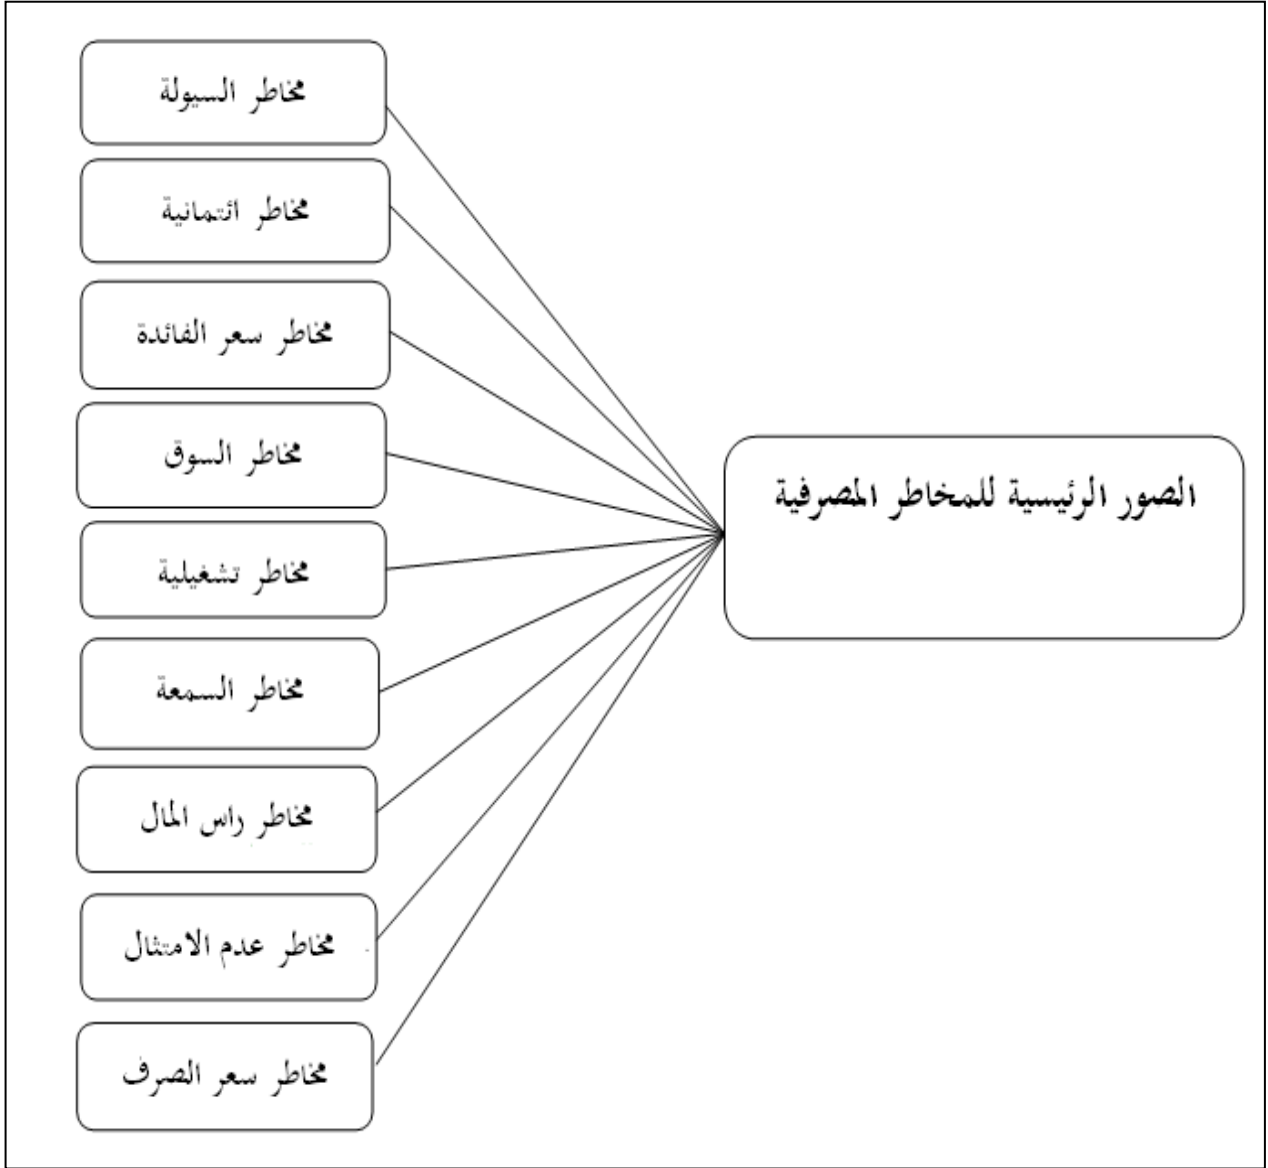 الصور الرئيسية للمخاطر المصرفية
مخاطر السيولة
مخاطر ائتمانية
مخاطر سعر الفائدة
مخاطر السوق
مخاطر تشغيلية
مخاطر السمعة
مخاطر راس المال
مخاطر عدم الامتثال
مخاطر سعر الصرف